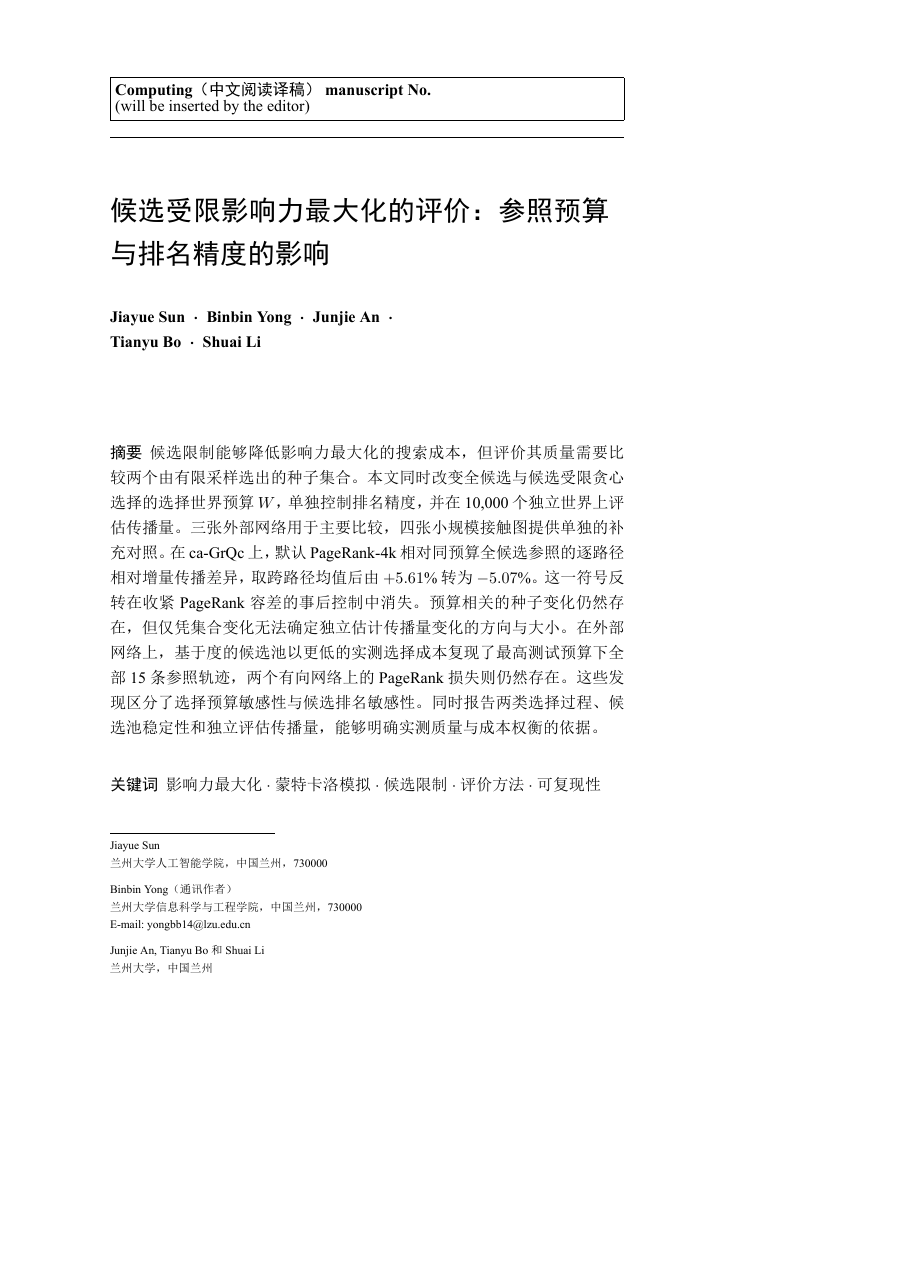 Computing（中文阅读译稿） manuscript No.
(will be inserted by the editor)
候选受限影响力最大化的评价：参照预算
与排名精度的影响
Jiayue Sun · Binbin Yong · Junjie An ·
Tianyu Bo · Shuai Li
摘要 候选限制能够降低影响力最大化的搜索成本，但评价其质量需要比
较两个由有限采样选出的种子集合。本文同时改变全候选与候选受限贪心
选择的选择世界预算 W，单独控制排名精度，并在 10,000 个独立世界上评
估传播量。三张外部网络用于主要比较，四张小规模接触图提供单独的补
充对照。在 ca-GrQc 上，默认 PageRank-4k 相对同预算全候选参照的逐路径
相对增量传播差异，取跨路径均值后由 +5.61% 转为 −5.07%。这一符号反
转在收紧 PageRank 容差的事后控制中消失。预算相关的种子变化仍然存
在，但仅凭集合变化无法确定独立估计传播量变化的方向与大小。在外部
网络上，基于度的候选池以更低的实测选择成本复现了最高测试预算下全
部 15 条参照轨迹，两个有向网络上的 PageRank 损失则仍然存在。这些发
现区分了选择预算敏感性与候选排名敏感性。同时报告两类选择过程、候
选池稳定性和独立评估传播量，能够明确实测质量与成本权衡的依据。
关键词 影响力最大化 · 蒙特卡洛模拟 · 候选限制 · 评价方法 · 可复现性
Jiayue Sun
兰州大学人工智能学院，中国兰州，730000
Binbin Yong（通讯作者）
兰州大学信息科学与工程学院，中国兰州，730000
E-mail: yongbb14@lzu.edu.cn
Junjie An, Tianyu Bo 和 Shuai Li
兰州大学，中国兰州